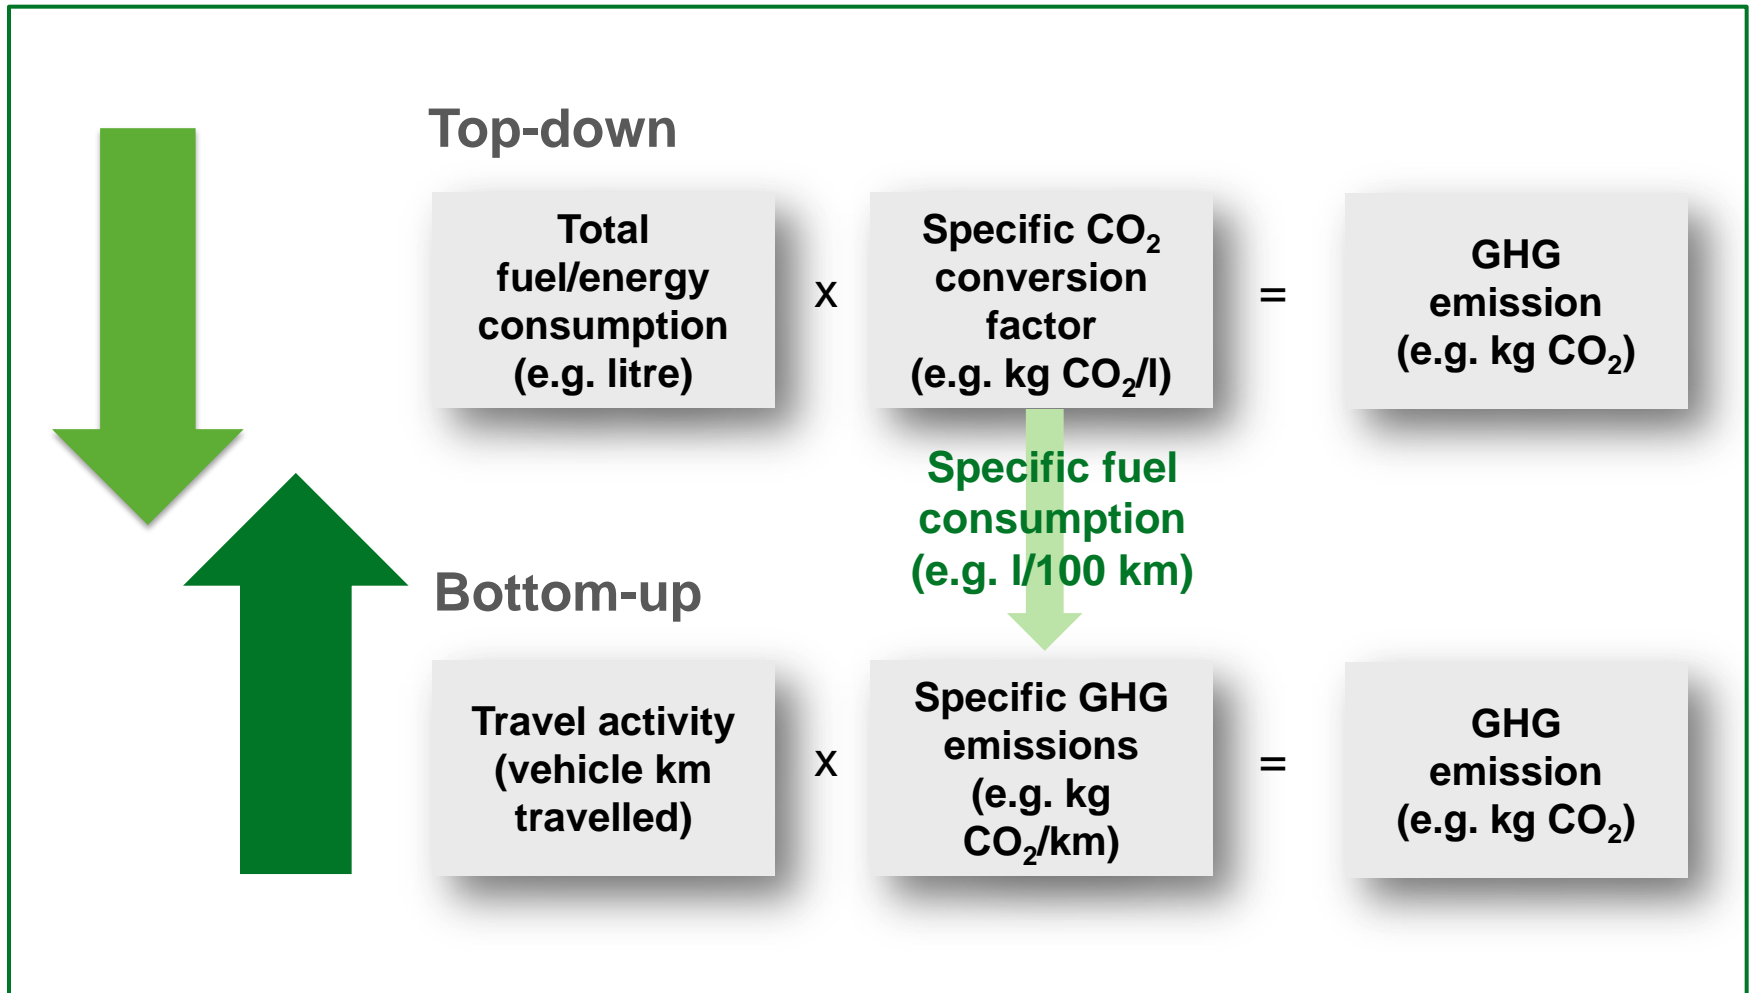 Top-down
Total
fuel/energy
consumption
(e.g. litre)
x
Specific CO₂
conversion
factor
(e.g. kg CO₂/l)
=
GHG
emission
(e.g. kg CO₂)
Specific fuel
consumption
(e.g. l/100 km)
Bottom-up
Travel activity
(vehicle km
travelled)
x
Specific GHG
emissions
(e.g. kg
CO₂/km)
=
GHG
emission
(e.g. kg CO₂)